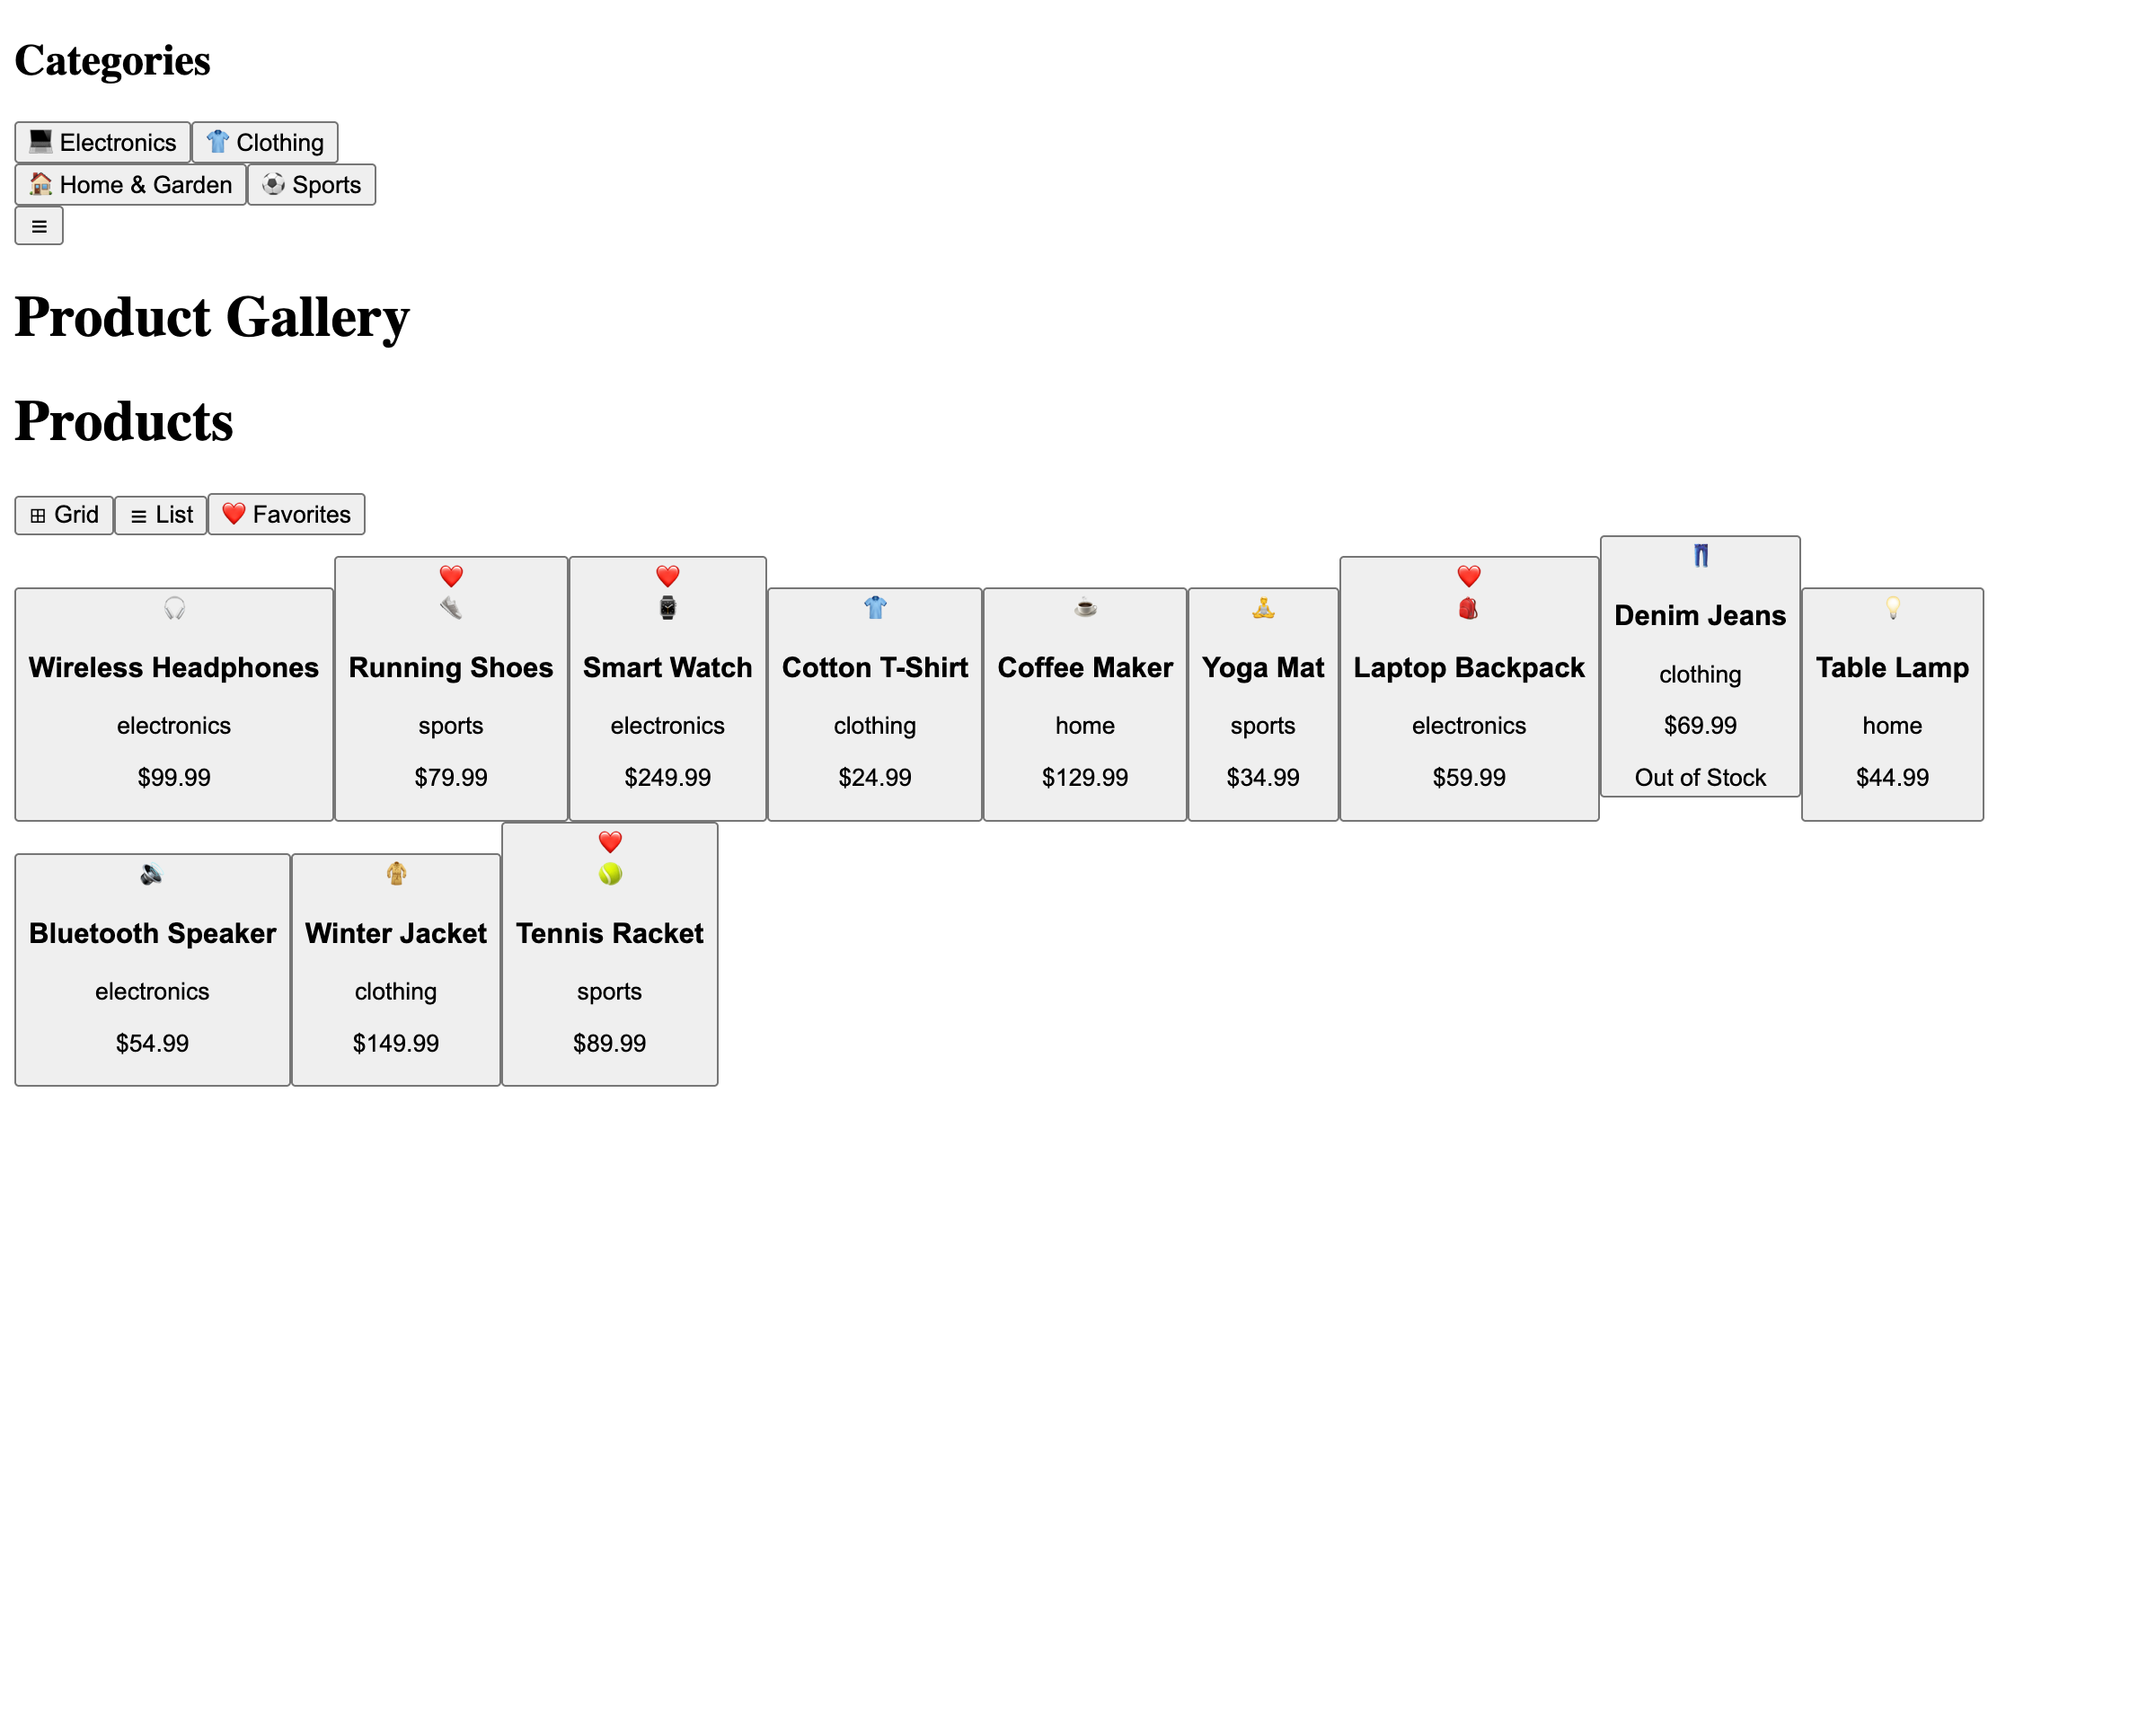 Categories
💻 Electronics 👕 Clothing
🏠 Home & Garden ⚽ Sports
≡
Product Gallery
Products
⊞ Grid ≡ List ❤️ Favorites
Wireless Headphones
electronics
$99.99
Running Shoes
sports
$79.99
Smart Watch
electronics
$249.99
Cotton T-Shirt
clothing
$24.99
Coffee Maker
home
$129.99
Yoga Mat
sports
$34.99
Laptop Backpack
electronics
$59.99
Denim Jeans
clothing
$69.99
Out of Stock
Table Lamp
home
$44.99
Bluetooth Speaker
electronics
$54.99
Winter Jacket
clothing
$149.99
Tennis Racket
sports
$89.99